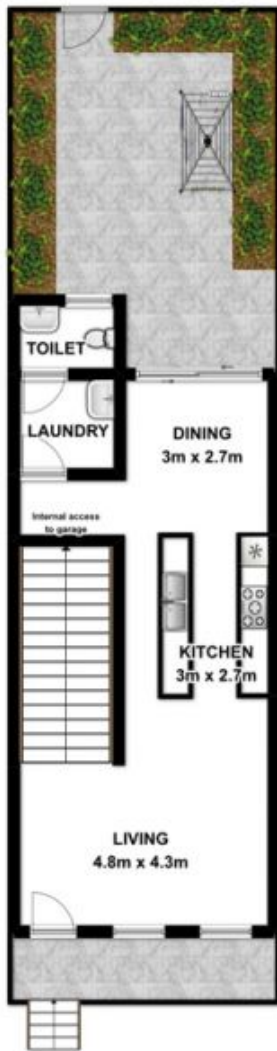 TOILET
LAUNDRY
DINING
3m x 2.7m
Internal access
to garage
KITCHEN
3m x 2.7m
LIVING
4.8m x 4.3m